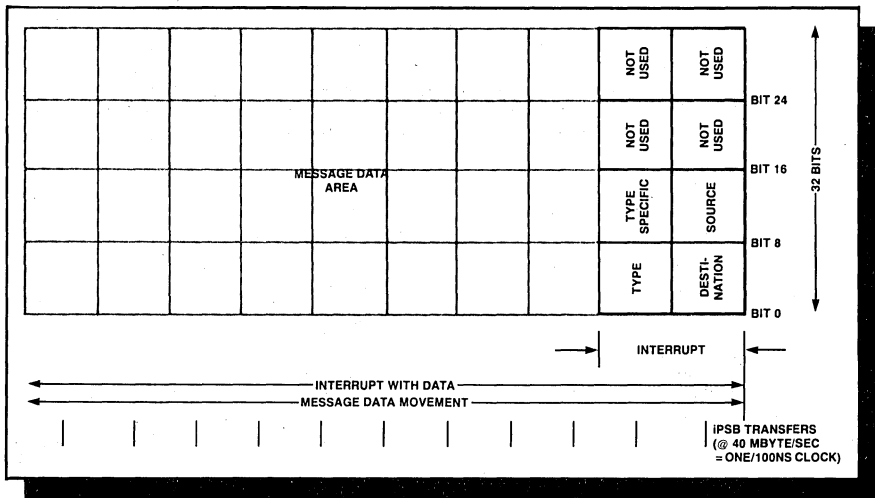 NOT
USED
NOT
USED
BIT 24
NOT
USED
NOT
USED
BIT 16
MESSAGE DATA
AREA
32 BITS
TYPE
SPECIFIC
SOURCE
BIT 8
TYPE
DESTI-
NATION
BIT 0
INTERRUPT
INTERRUPT WITH DATA
MESSAGE DATA MOVEMENT
iPSB TRANSFERS
(@ 40 MBYTE/SEC
= ONE/100NS CLOCK)